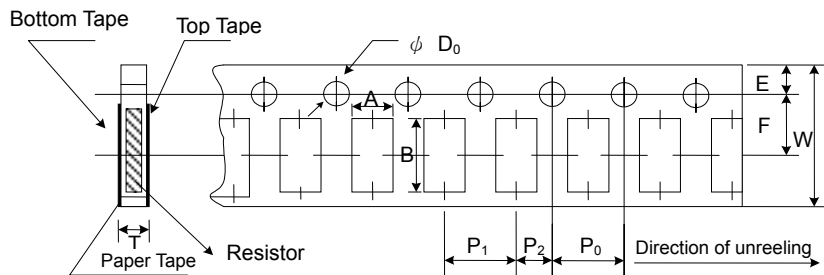 Bottom Tape
Top Tape
ψ D₀
E
A
F
W
B
T
Paper Tape
Resistor
P₁
P₂
P₀
Direction of unreeling